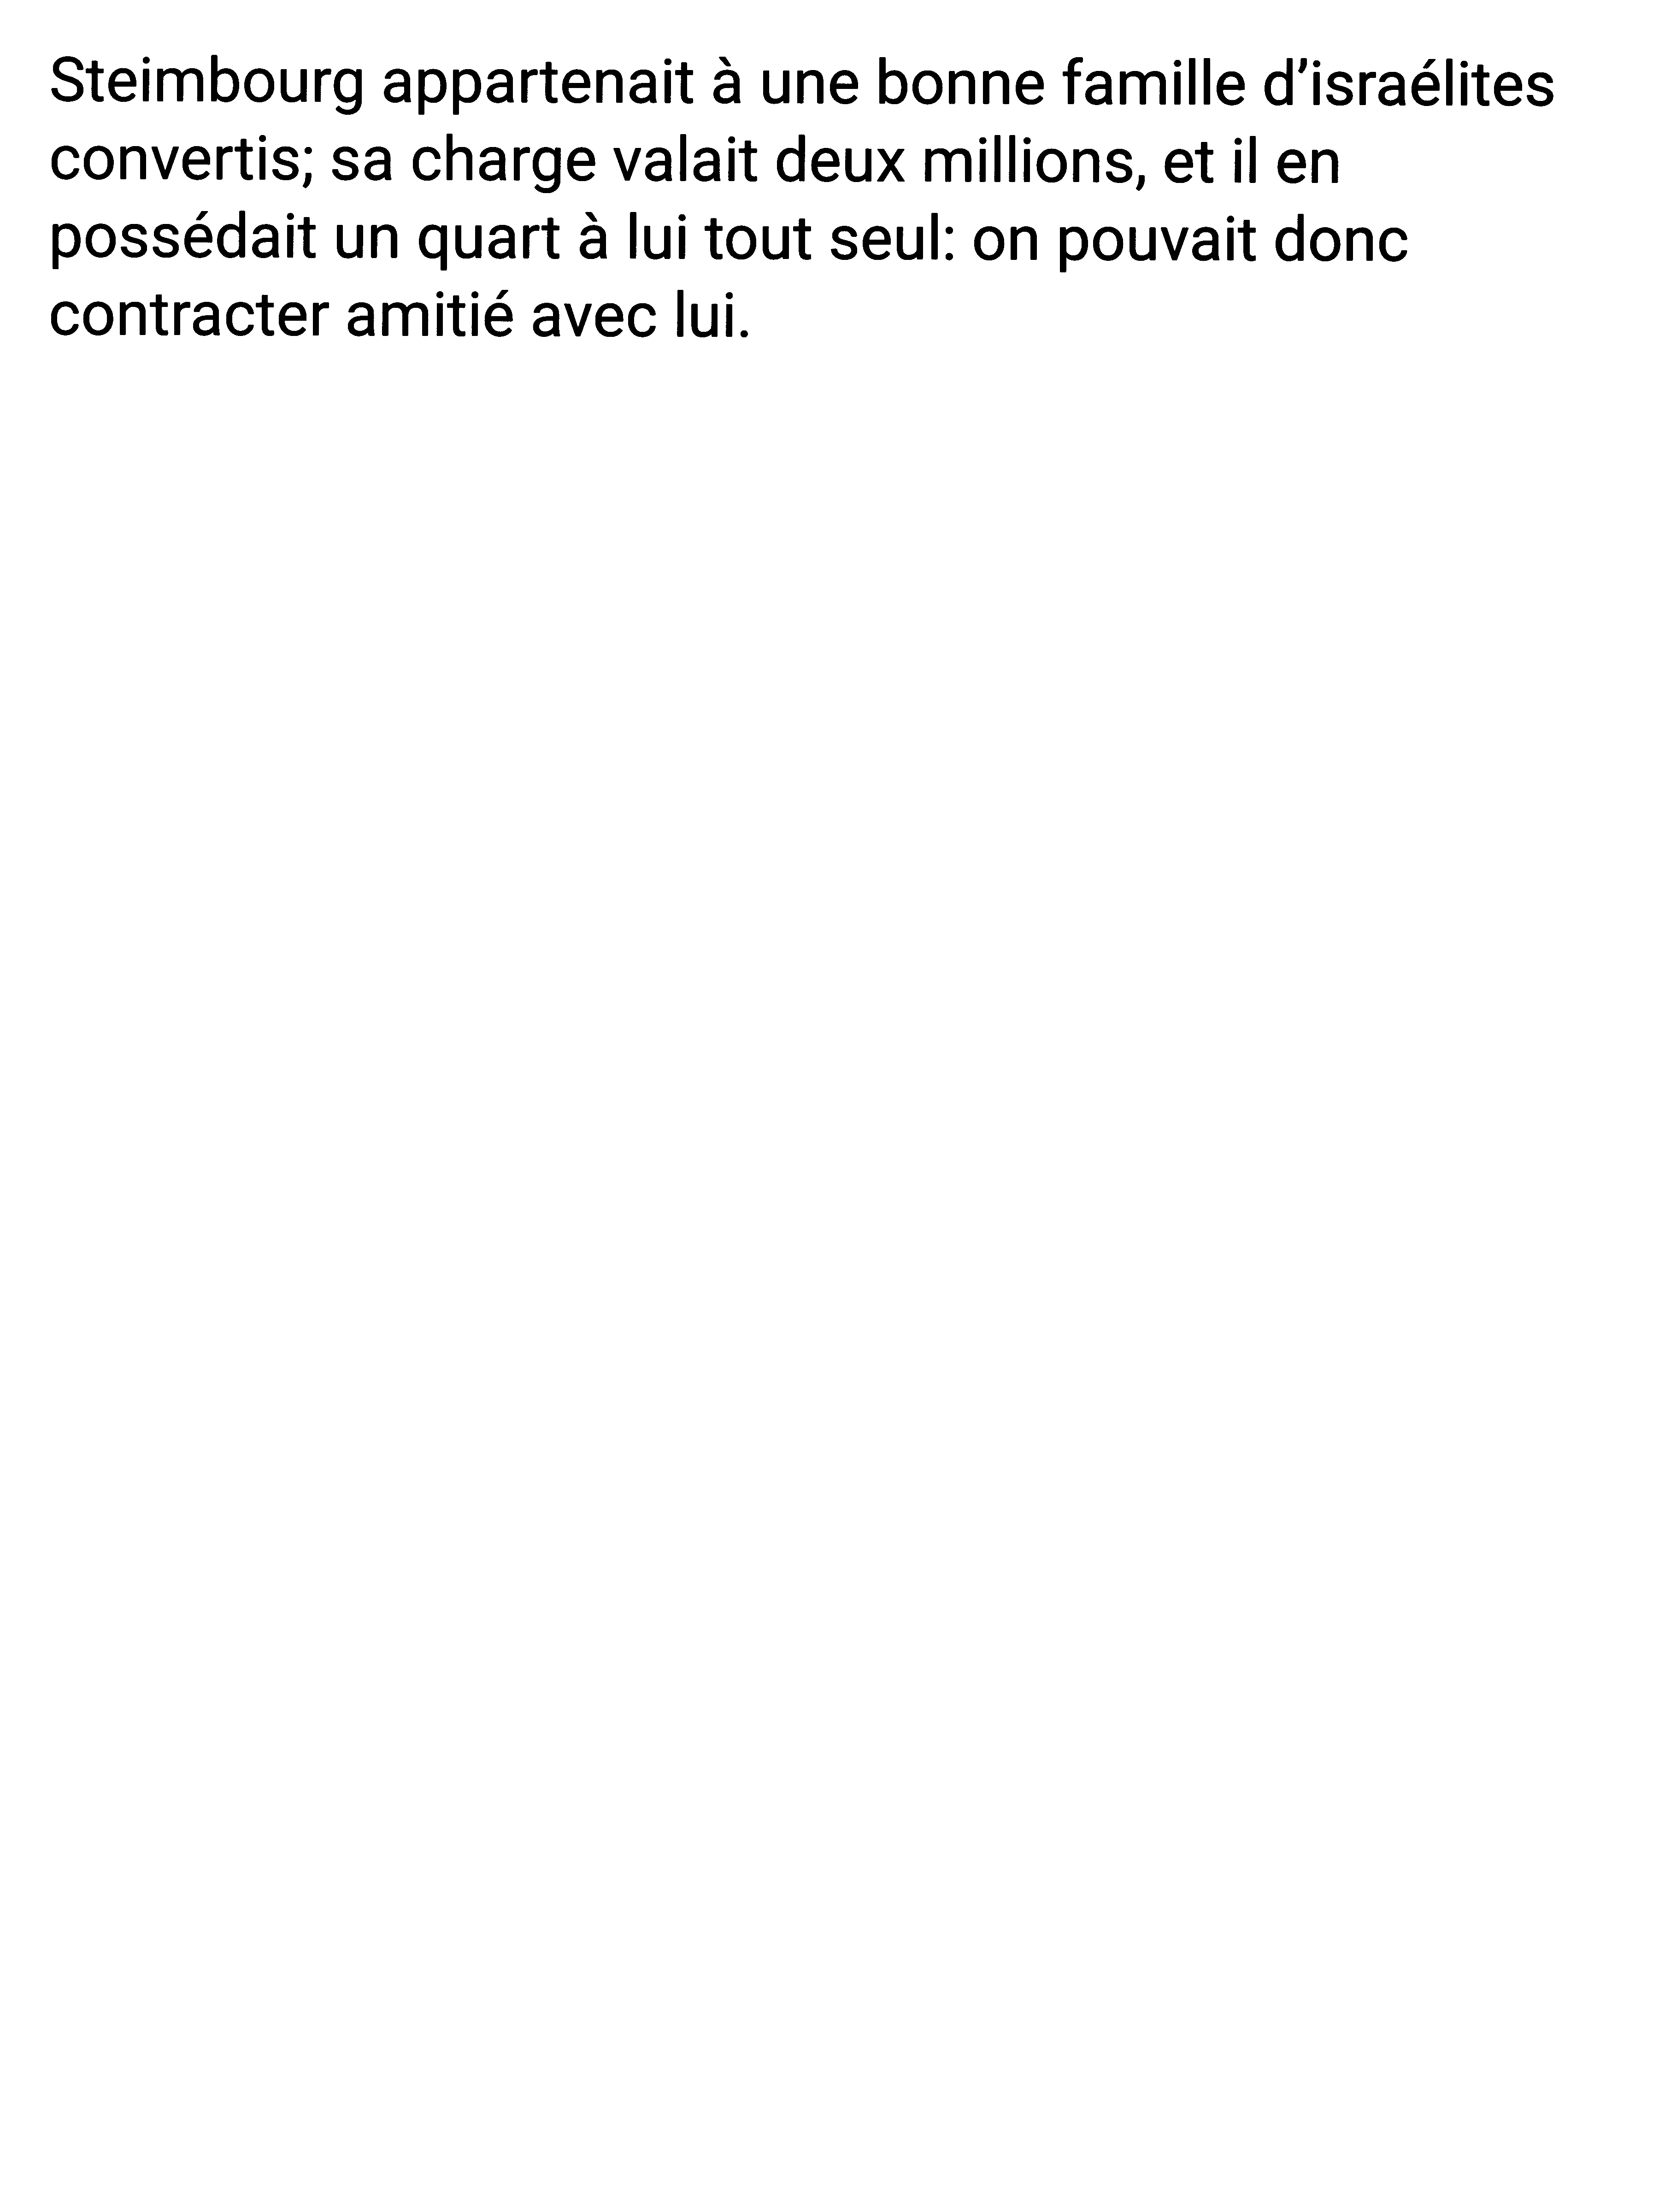 Steimbourg appartenait à une bonne famille d’israélites
convertis; sa charge valait deux millions, et il en
possédait un quart à lui tout seul: on pouvait donc
contracter amitié avec lui.